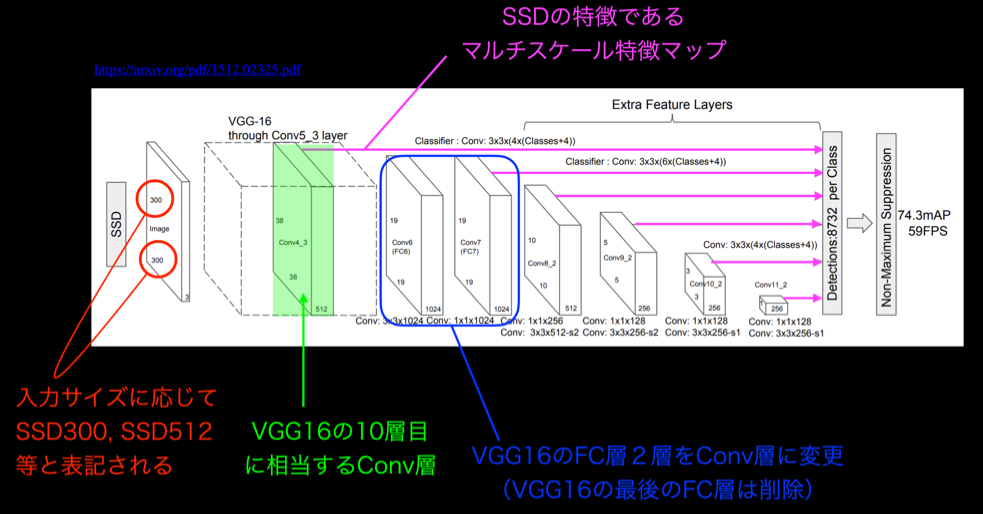 SSDの特徴である
マルチスケール特徴マップ
https://arxiv.org/pdf/1512.02325.pdf
Extra Feature Layers
VGG-16
through Conv5_3 layer
Classifier : Conv: 3x3x(4x(Classes+4))
Classifier : Conv: 3x3x(6x(Classes+4))
SSD
300
Image
300
3
38
Conv4_3
38
512
19
Conv6
(FC6)
19
1024
19
Conv7
(FC7)
19
1024
10
Conv8_2
10
512
5
Conv9_2
5
256
Conv: 3x3x(4x(Classes+4))
3
Conv10_2
3
256
Conv11_2
1
256
Detections:8732 per Class
Non-Maximum Suppression
74.3mAP
59FPS
Conv: 3x3x1024
Conv: 1x1x1024
Conv: 1x1x256
Conv: 3x3x512-s2
Conv: 1x1x128
Conv: 3x3x256-s2
Conv: 1x1x128
Conv: 3x3x256-s1
Conv: 1x1x128
Conv: 3x3x256-s1
入力サイズに応じて
SSD300, SSD512
等と表記される
VGG16の10層目
に相当するConv層
VGG16のFC層２層をConv層に変更
（VGG16の最後のFC層は削除）